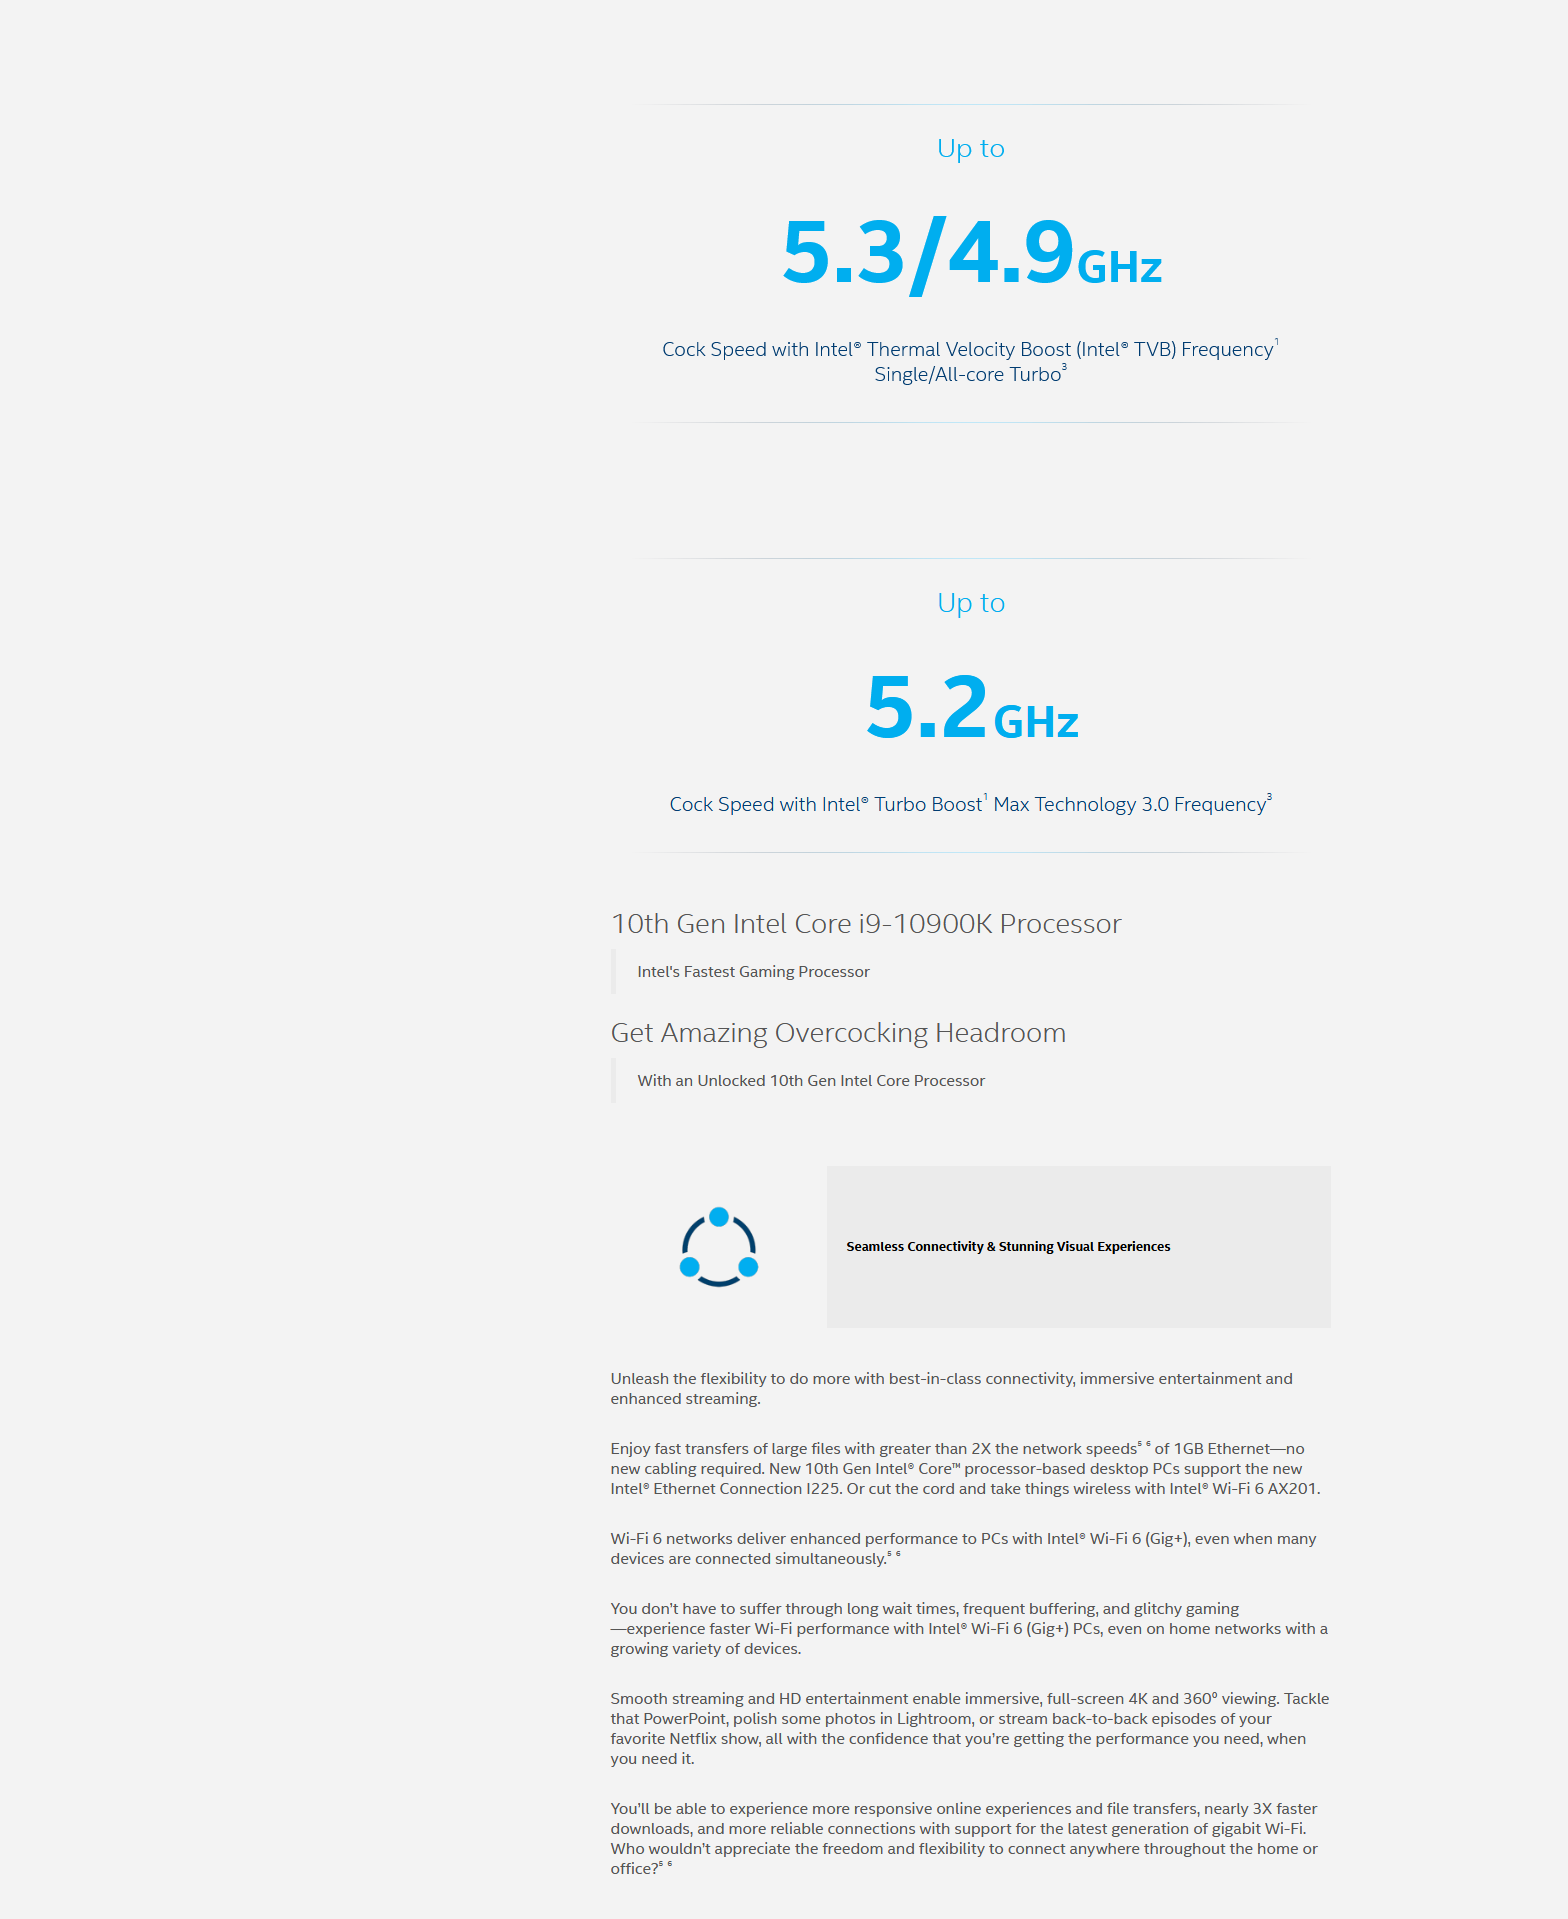 Up to
5.3/4.9GHz
Cock Speed with Intel® Thermal Velocity Boost (Intel® TVB) Frequency¹
Single/All-core Turbo³
Up to
5.2GHz
Cock Speed with Intel® Turbo Boost¹ Max Technology 3.0 Frequency³
10th Gen Intel Core i9-10900K Processor
Intel's Fastest Gaming Processor
Get Amazing Overcocking Headroom
With an Unlocked 10th Gen Intel Core Processor
Seamless Connectivity & Stunning Visual Experiences
Unleash the flexibility to do more with best-in-class connectivity, immersive entertainment and
enhanced streaming.
Enjoy fast transfers of large files with greater than 2X the network speeds⁵ ⁶ of 1GB Ethernet—no
new cabling required. New 10th Gen Intel® Core™ processor-based desktop PCs support the new
Intel® Ethernet Connection I225. Or cut the cord and take things wireless with Intel® Wi-Fi 6 AX201.
Wi-Fi 6 networks deliver enhanced performance to PCs with Intel® Wi-Fi 6 (Gig+), even when many
devices are connected simultaneously.⁵ ⁶
You don’t have to suffer through long wait times, frequent buffering, and glitchy gaming
—experience faster Wi-Fi performance with Intel® Wi-Fi 6 (Gig+) PCs, even on home networks with a
growing variety of devices.
Smooth streaming and HD entertainment enable immersive, full-screen 4K and 360⁰ viewing. Tackle
that PowerPoint, polish some photos in Lightroom, or stream back-to-back episodes of your
favorite Netflix show, all with the confidence that you’re getting the performance you need, when
you need it.
You’ll be able to experience more responsive online experiences and file transfers, nearly 3X faster
downloads, and more reliable connections with support for the latest generation of gigabit Wi-Fi.
Who wouldn’t appreciate the freedom and flexibility to connect anywhere throughout the home or
office?⁵ ⁶